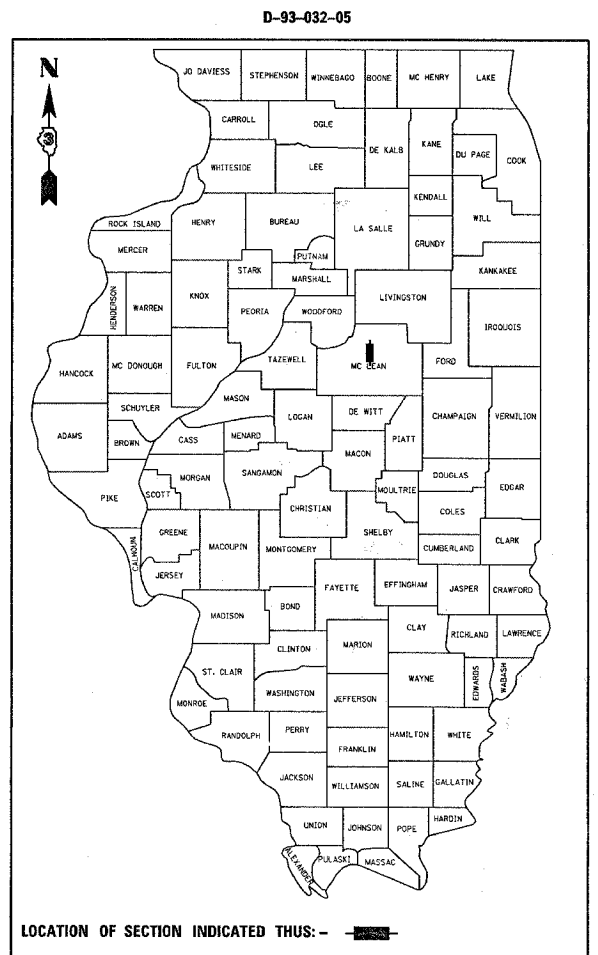 D-93-032-05
N
3
JO DAVIESS STEPHENSON WINNEBAGO BOONE MC HENRY LAKE
CARROLL OGLE
DE KALB KANE DU PAGE COOK
WHITESIDE LEE
KENDALL
ROCK ISLAND HENRY BUREAU LA SALLE WILL
GRUNDY
MERCER PUTNAM
STARK MARSHALL KANKAKEE
HENDERSON WARREN KNOX PEORIA WOODFORD LIVINGSTON IROQUOIS
HANCOCK MC DONOUGH FULTON TAZEWELL MC LEAN FORD
MASON
SCHUYLER LOGAN DE WITT CHAMPAIGN VERMILION
ADAMS BROWN CASS MENARD MACON PIATT
MORGAN SANGAMON DOUGLAS EDGAR
PIKE SCOTT CHRISTIAN MOULTRIE COLES
CALHOUN GREENE MACOUPIN MONTGOMERY SHELBY CUMBERLAND CLARK
JERSEY FAYETTE EFFINGHAM JASPER CRAWFORD
MADISON BOND
CLAY RICHLAND LAWRENCE
CLINTON MARION
ST. CLAIR WAYNE EDWARDS WABASH
WASHINGTON JEFFERSON
MONROE
RANDOLPH PERRY HAMILTON WHITE
FRANKLIN
JACKSON WILLIAMSON SALINE GALLATIN
UNION JOHNSON POPE HARDIN
ALEXANDER PULASKI MASSAC
LOCATION OF SECTION INDICATED THUS: -